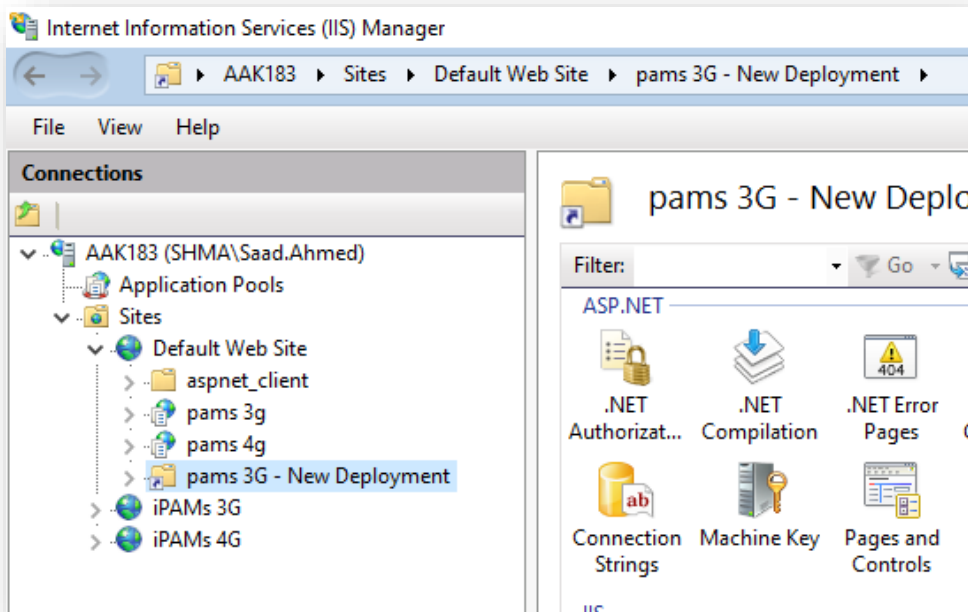 Internet Information Services (IIS) Manager
AAK183 Sites Default Web Site pams 3G - New Deployment
File View Help
Connections
AAK183 (SHMA\Saad.Ahmed)
Application Pools
Sites
Default Web Site
aspnet_client
pams 3g
pams 4g
pams 3G - New Deployment
iPAMs 3G
iPAMs 4G
pams 3G - New Deplo
Filter: Go
ASP.NET
404
.NET Authorizat...
.NET Compilation
.NET Error Pages
ab
Connection Strings
Machine Key
Pages and Controls
IIS